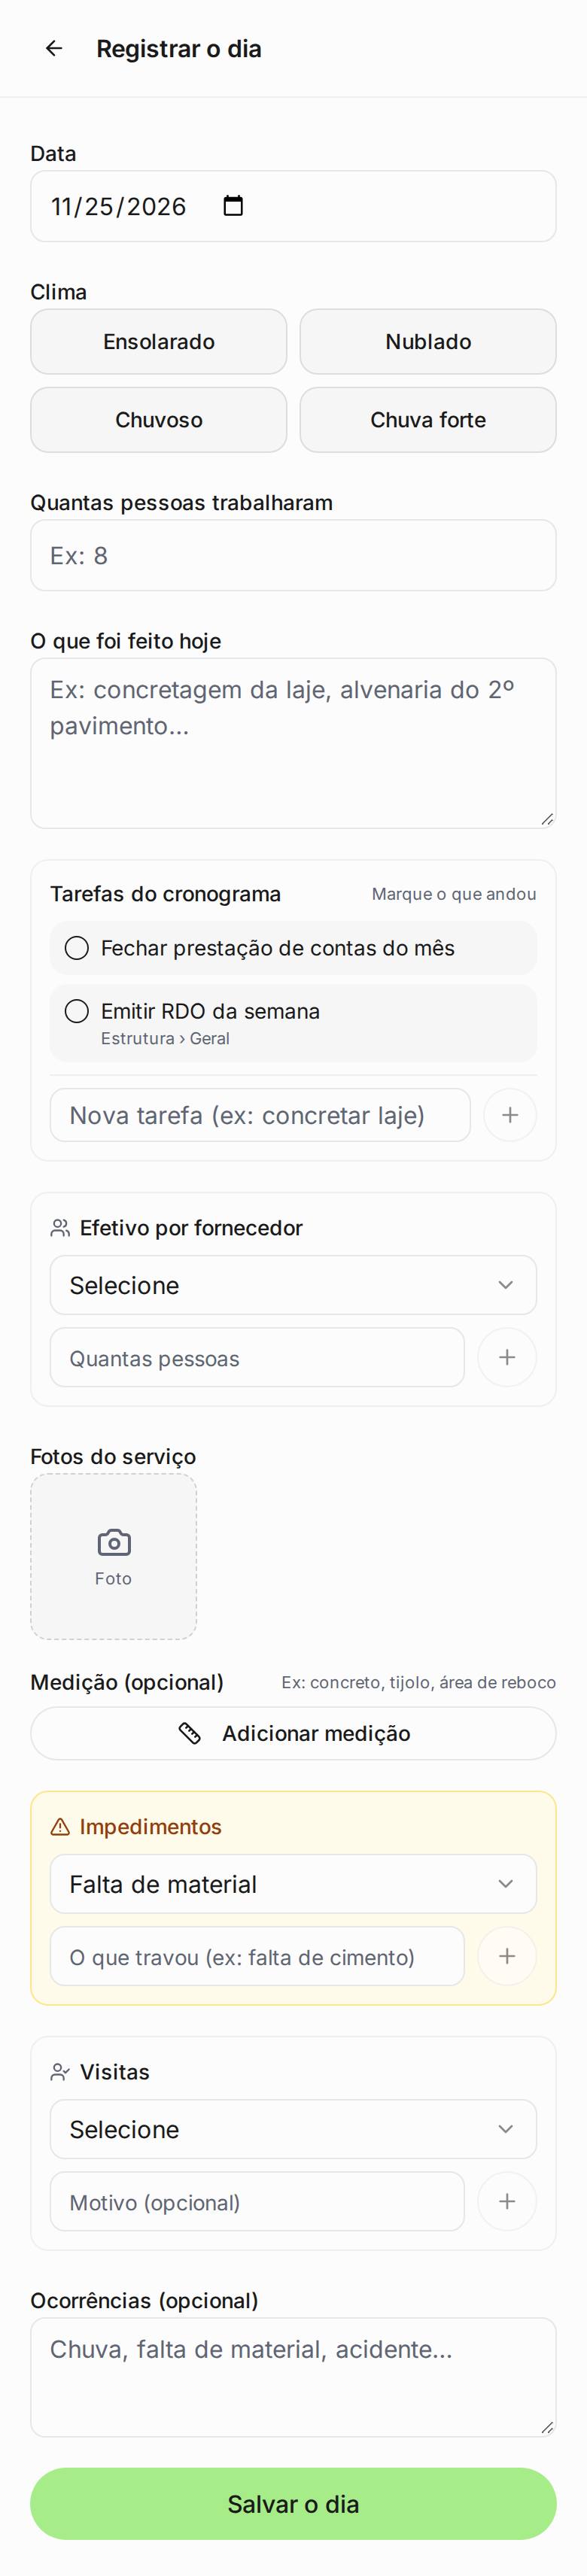 Registrar o dia
Data
11/25/2026
Clima
Ensolarado
Nublado
Chuvoso
Chuva forte
Quantas pessoas trabalharam
Ex: 8
O que foi feito hoje
Ex: concretagem da laje, alvenaria do 2º
pavimento...
Tarefas do cronograma
Marque o que andou
Fechar prestação de contas do mês
Emitir RDO da semana
Estrutura › Geral
Nova tarefa (ex: concretar laje)
Efetivo por fornecedor
Selecione
Quantas pessoas
Fotos do serviço
Foto
Medição (opcional)
Ex: concreto, tijolo, área de reboco
Adicionar medição
Impedimentos
Falta de material
O que travou (ex: falta de cimento)
Visitas
Selecione
Motivo (opcional)
Ocorrências (opcional)
Chuva, falta de material, acidente...
Salvar o dia